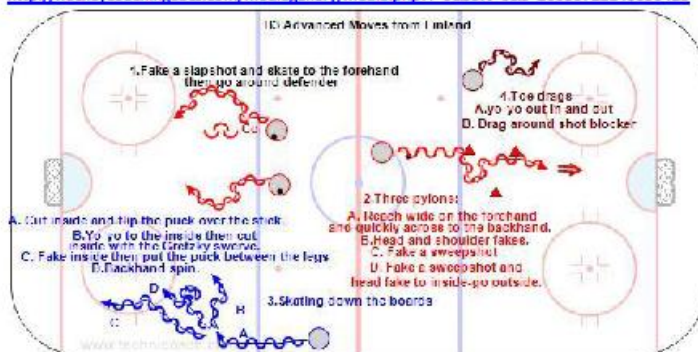 B3 Advanced Moves from Finland
1.Fake a slapshot and skate to the forehand
then go around defender
4.Toe drags
A.yo yo out in and out
B. Drag around shot blocker
2.Three pylons:
A. Reach wide on the forehand
and quickly across to the backhand.
B.Head and shoulder fakes.
C. Fake a sweepshot
D. Fake a sweepshot and
head fake to inside-go outside.
A. Cut inside and flip the puck over the stick.
B.Yo-yo to the inside then cut
inside with the Gretzky swerve.
C. Fake inside then put the puck between the legs
D.Backhand spin.
3.Skating down the boards
D
B
C
A